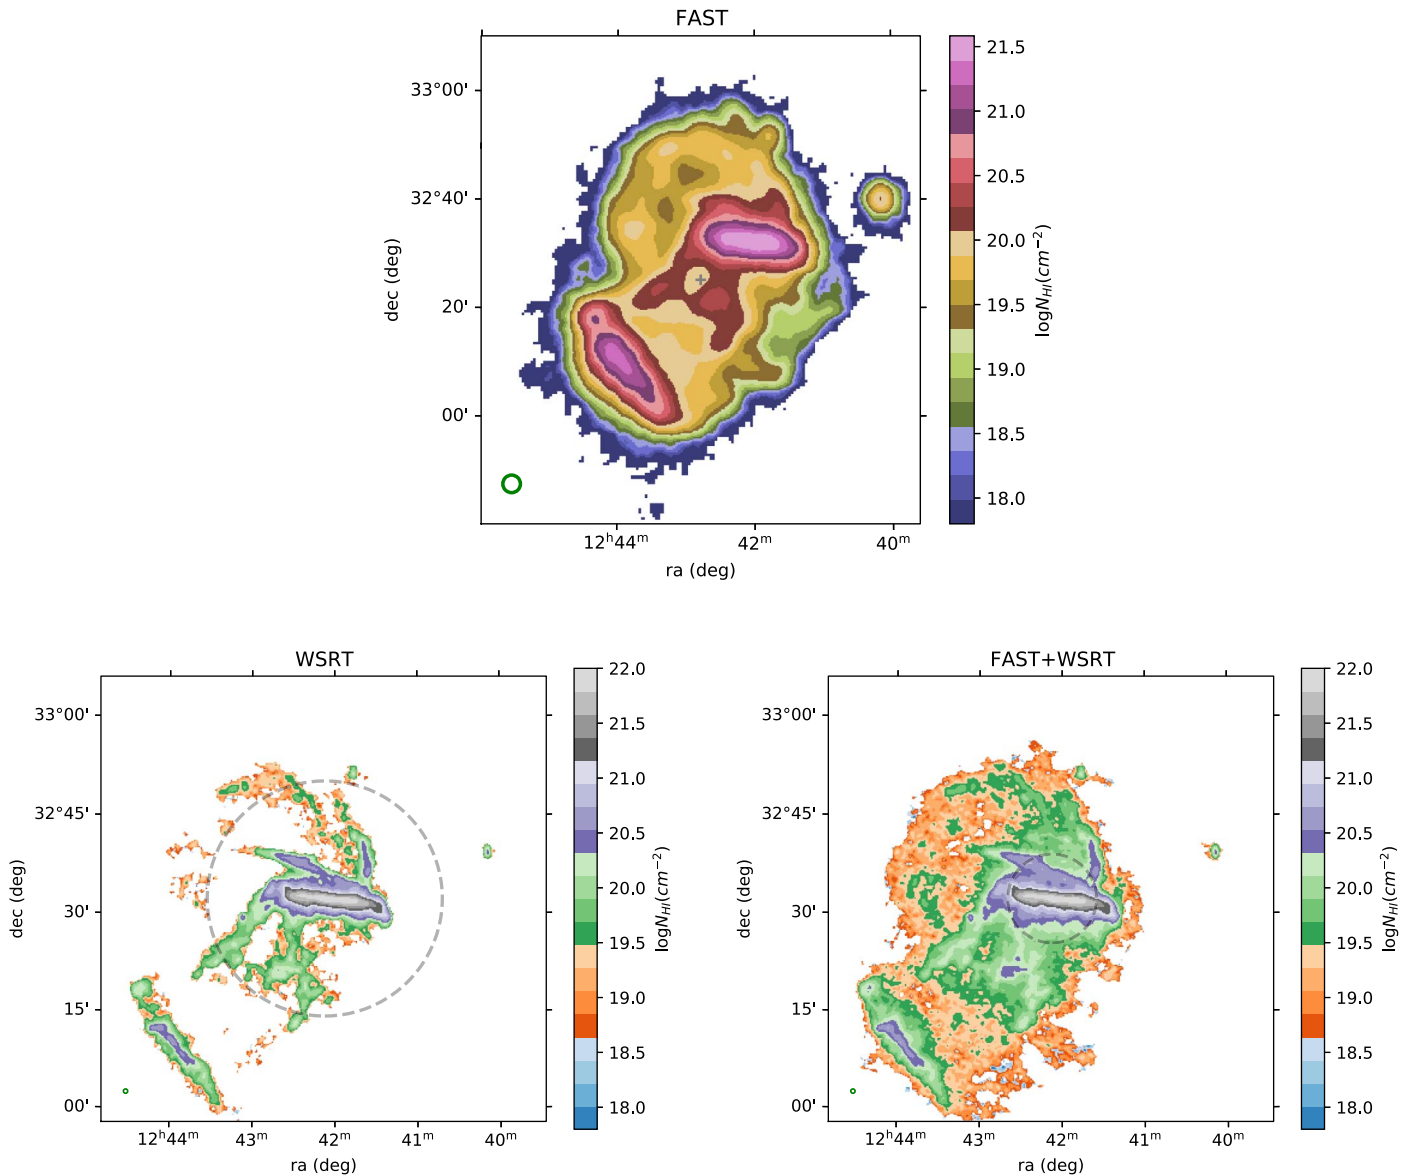 FAST
33°00'
32°40'
20'
00'
dec (deg)
12ʰ44ᵐ
42ᵐ
40ᵐ
ra (deg)
21.5
21.0
20.5
20.0
19.5
19.0
18.5
18.0
logN_HI(cm⁻²)
WSRT
33°00'
32°45'
30'
15'
00'
dec (deg)
12ʰ44ᵐ
43ᵐ
42ᵐ
41ᵐ
40ᵐ
ra (deg)
22.0
21.5
21.0
20.5
20.0
19.5
19.0
18.5
18.0
logN_HI(cm⁻²)
FAST+WSRT
33°00'
32°45'
30'
15'
00'
dec (deg)
12ʰ44ᵐ
43ᵐ
42ᵐ
41ᵐ
40ᵐ
ra (deg)
22.0
21.5
21.0
20.5
20.0
19.5
19.0
18.5
18.0
logN_HI(cm⁻²)